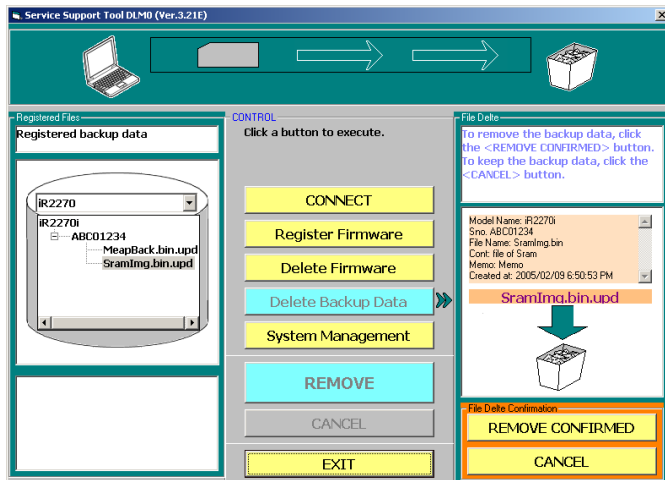 Service Support Tool DLM0 (Ver.3.21E)
Registered Files
Registered backup data
iR2270
iR2270i
ABC01234
MeapBack.bin.upd
SramImg.bin.upd
CONTROL
Click a button to execute.
CONNECT
Register Firmware
Delete Firmware
Delete Backup Data
System Management
REMOVE
CANCEL
EXIT
File Delte
To remove the backup data, click
the <REMOVE CONFIRMED> button.
To keep the backup data, click the
<CANCEL> button.
Model Name: iR2270i
Sno. ABC01234
File Name: SramImg.bin
Cont: file of Sram
Memo: Memo
Created at: 2005/02/09 6:50:53 PM
SramImg.bin.upd
File Delte Confirmation
REMOVE CONFIRMED
CANCEL